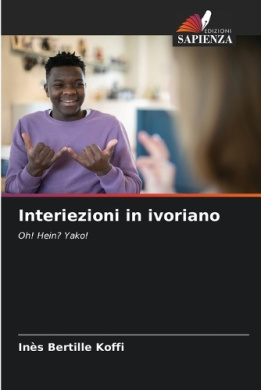 EDIZIONI
SAPIENZA
Interiezioni in ivoriano
Oh! Hein? Yako!
Inès Bertille Koffi